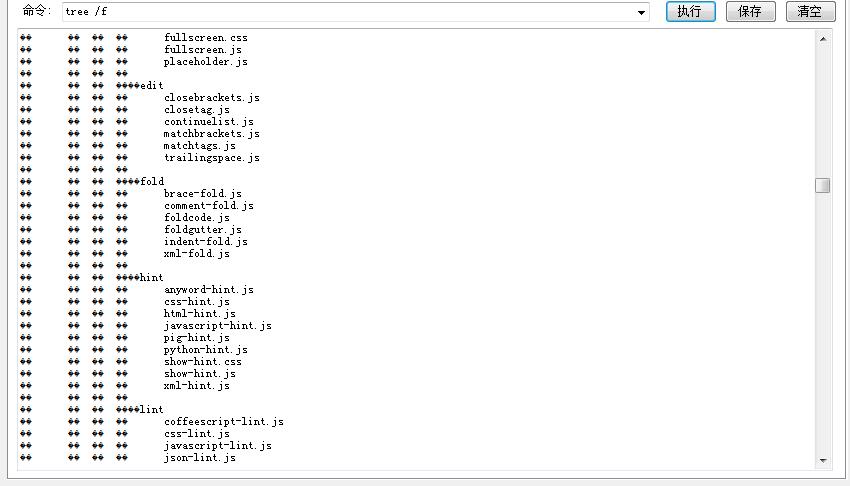 命令: tree /f 执行 保存 清空
�� �� �� �� fullscreen.css
�� �� �� �� fullscreen.js
�� �� �� �� placeholder.js
�� �� �� ��
�� �� �� ����edit
�� �� �� �� closebrackets.js
�� �� �� �� closetag.js
�� �� �� �� continuelist.js
�� �� �� �� matchbrackets.js
�� �� �� �� matchtags.js
�� �� �� �� trailingspace.js
�� �� �� ��
�� �� �� ����fold
�� �� �� �� brace-fold.js
�� �� �� �� comment-fold.js
�� �� �� �� foldcode.js
�� �� �� �� foldgutter.js
�� �� �� �� indent-fold.js
�� �� �� �� xml-fold.js
�� �� �� ��
�� �� �� ����hint
�� �� �� �� anyword-hint.js
�� �� �� �� css-hint.js
�� �� �� �� html-hint.js
�� �� �� �� javascript-hint.js
�� �� �� �� pig-hint.js
�� �� �� �� python-hint.js
�� �� �� �� show-hint.css
�� �� �� �� show-hint.js
�� �� �� �� xml-hint.js
�� �� �� ��
�� �� �� ����lint
�� �� �� �� coffeescript-lint.js
�� �� �� �� css-lint.js
�� �� �� �� javascript-lint.js
�� �� �� �� json-lint.js